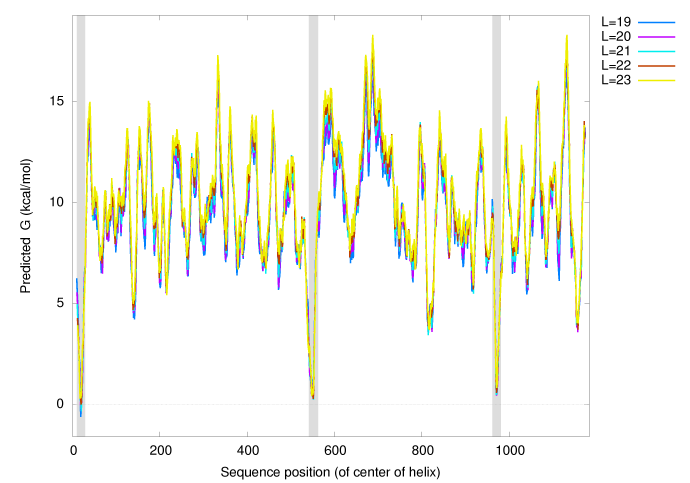 L=19
L=20
L=21
L=22
L=23
15
10
5
0
Predicted G (kcal/mol)
0 200 400 600 800 1000
Sequence position (of center of helix)